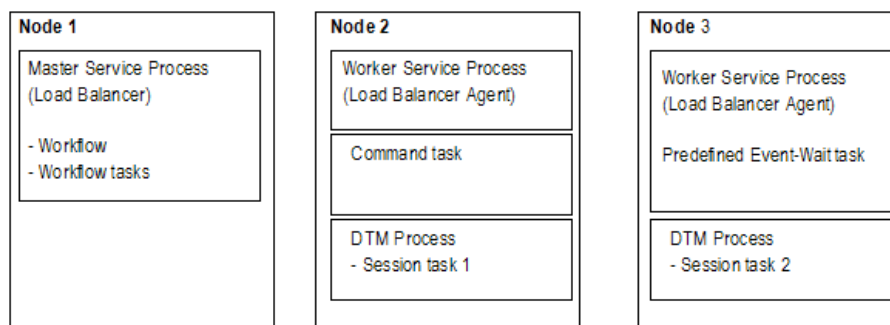 Node 1
Master Service Process
(Load Balancer)
- Workflow
- Workflow tasks
Node 2
Worker Service Process
(Load Balancer Agent)
Command task
DTM Process
- Session task 1
Node 3
Worker Service Process
(Load Balancer Agent)
Predefined Event-Wait task
DTM Process
- Session task 2